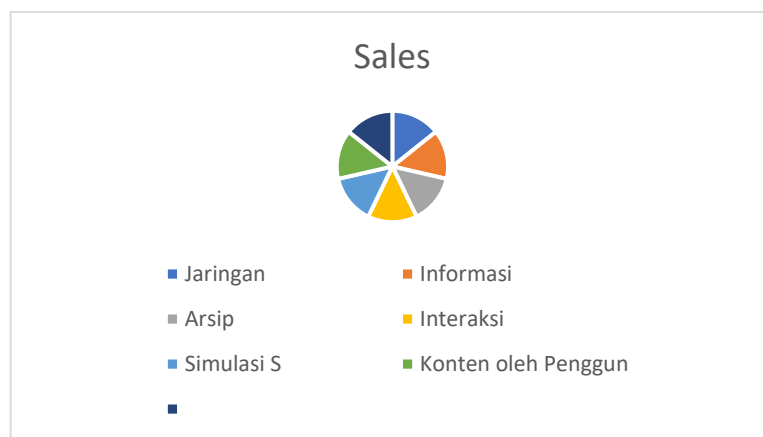 Sales
Jaringan
Informasi
Arsip
Interaksi
Simulasi S
Konten oleh Penggun